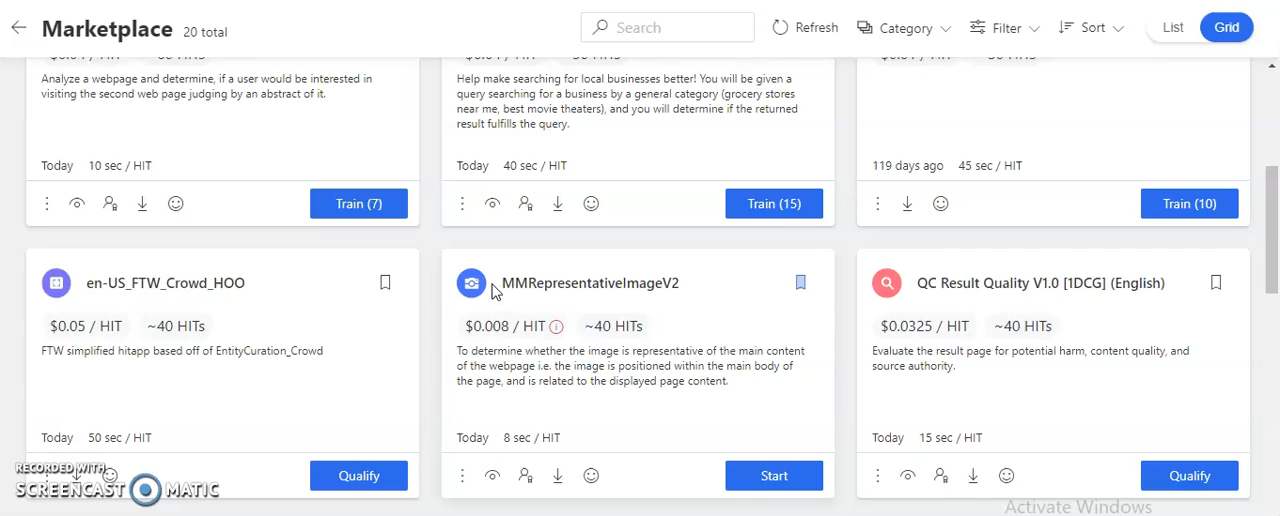 Marketplace 20 total
Search
Refresh
Category
Filter
Sort
List
Grid
Analyze a webpage and determine, if a user would be interested in
visiting the second web page judging by an abstract of it.
Today 10 sec / HIT
Train (7)
Help make searching for local businesses better! You will be given a
query searching for a business by a general category (grocery stores
near me, best movie theaters), and you will determine if the returned
result fulfills the query.
Today 40 sec / HIT
Train (15)
119 days ago 45 sec / HIT
Train (10)
en-US_FTW_Crowd_HOO
$0.05 / HIT ~40 HITs
FTW simplified hitapp based off of EntityCuration_Crowd
Today 50 sec / HIT
Qualify
MMRepresentativeImageV2
$0.008 / HIT ~40 HITs
To determine whether the image is representative of the main content
of the webpage i.e. the image is positioned within the main body of
the page, and is related to the displayed page content.
Today 8 sec / HIT
Start
QC Result Quality V1.0 [1DCG] (English)
$0.0325 / HIT ~40 HITs
Evaluate the result page for potential harm, content quality, and
source authority.
Today 15 sec / HIT
Qualify
RECORDED WITH
SCREENCAST MATIC
Activate Windows